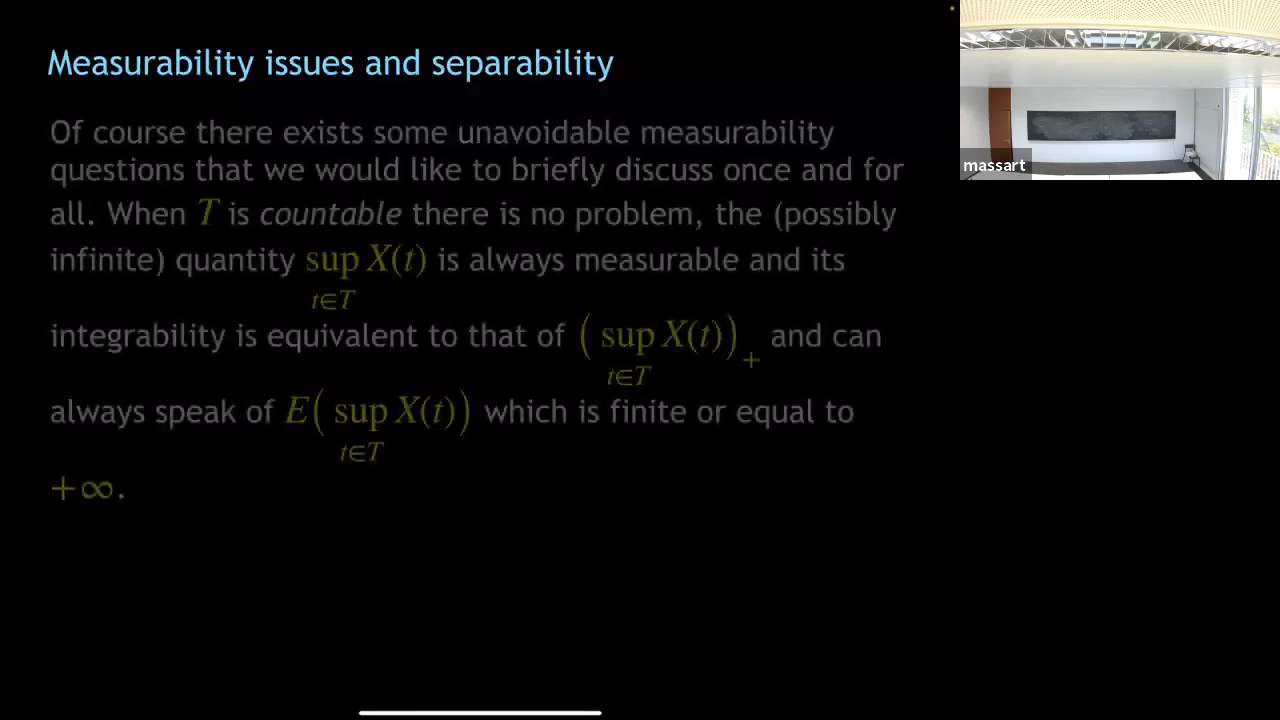 Measurability issues and separability
massart
Of course there exists some unavoidable measurability
questions that we would like to briefly discuss once and for
all. When T is countable there is no problem, the (possibly
infinite) quantity sup X(t) is always measurable and its
t∈T
integrability is equivalent to that of ( sup X(t) )₊ and can
t∈T
always speak of E( sup X(t) ) which is finite or equal to
t∈T
+∞.